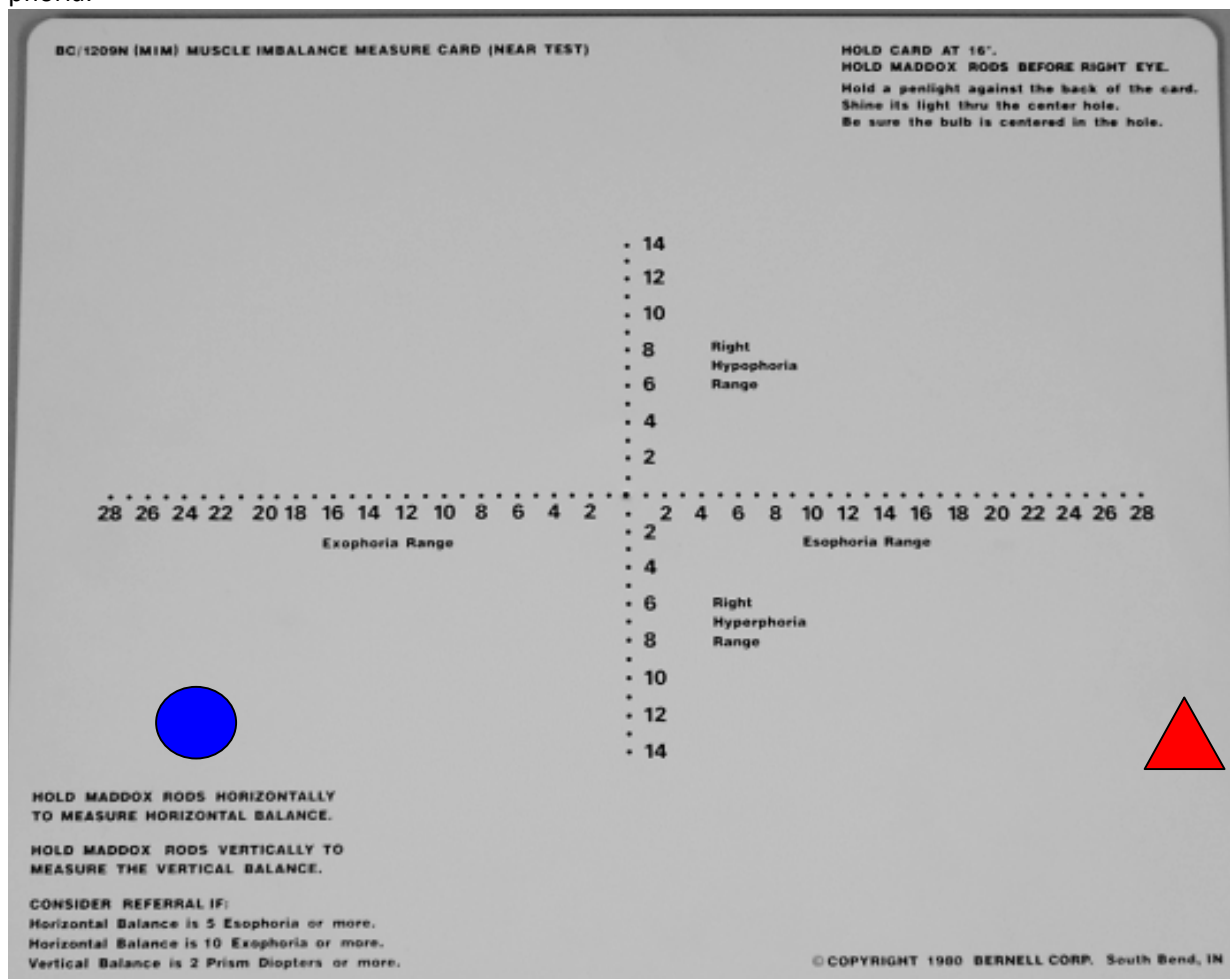 BC/1209N (MIM) MUSCLE IMBALANCE MEASURE CARD (NEAR TEST)
HOLD CARD AT 16".
HOLD MADDOX RODS BEFORE RIGHT EYE.
Hold a penlight against the back of the card.
Shine its light thru the center hole.
Be sure the bulb is centered in the hole.
14
12
10
8
6
4
2
Right
Hypophoria
Range
28 26 24 22 20 18 16 14 12 10 8 6 4 2 2 4 6 8 10 12 14 16 18 20 22 24 26 28
Exophoria Range
Esophoria Range
2
4
6
8
10
12
14
Right
Hyperphoria
Range
HOLD MADDOX RODS HORIZONTALLY
TO MEASURE HORIZONTAL BALANCE.
HOLD MADDOX RODS VERTICALLY TO
MEASURE THE VERTICAL BALANCE.
CONSIDER REFERRAL IF:
Horizontal Balance is 5 Esophoria or more.
Horizontal Balance is 10 Exophoria or more.
Vertical Balance is 2 Prism Diopters or more.
© COPYRIGHT 1980 BERNELL CORP. South Bend, IN